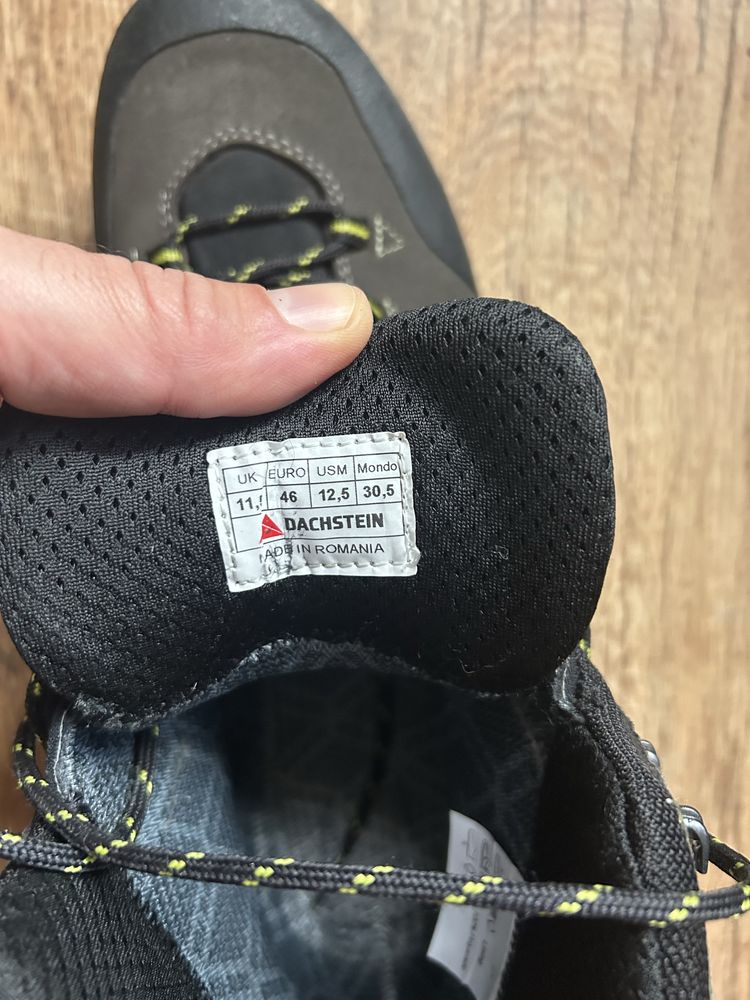 UK EURO USM Mondo
11,5 46 12,5 30,5
DACHSTEIN
MADE IN ROMANIA